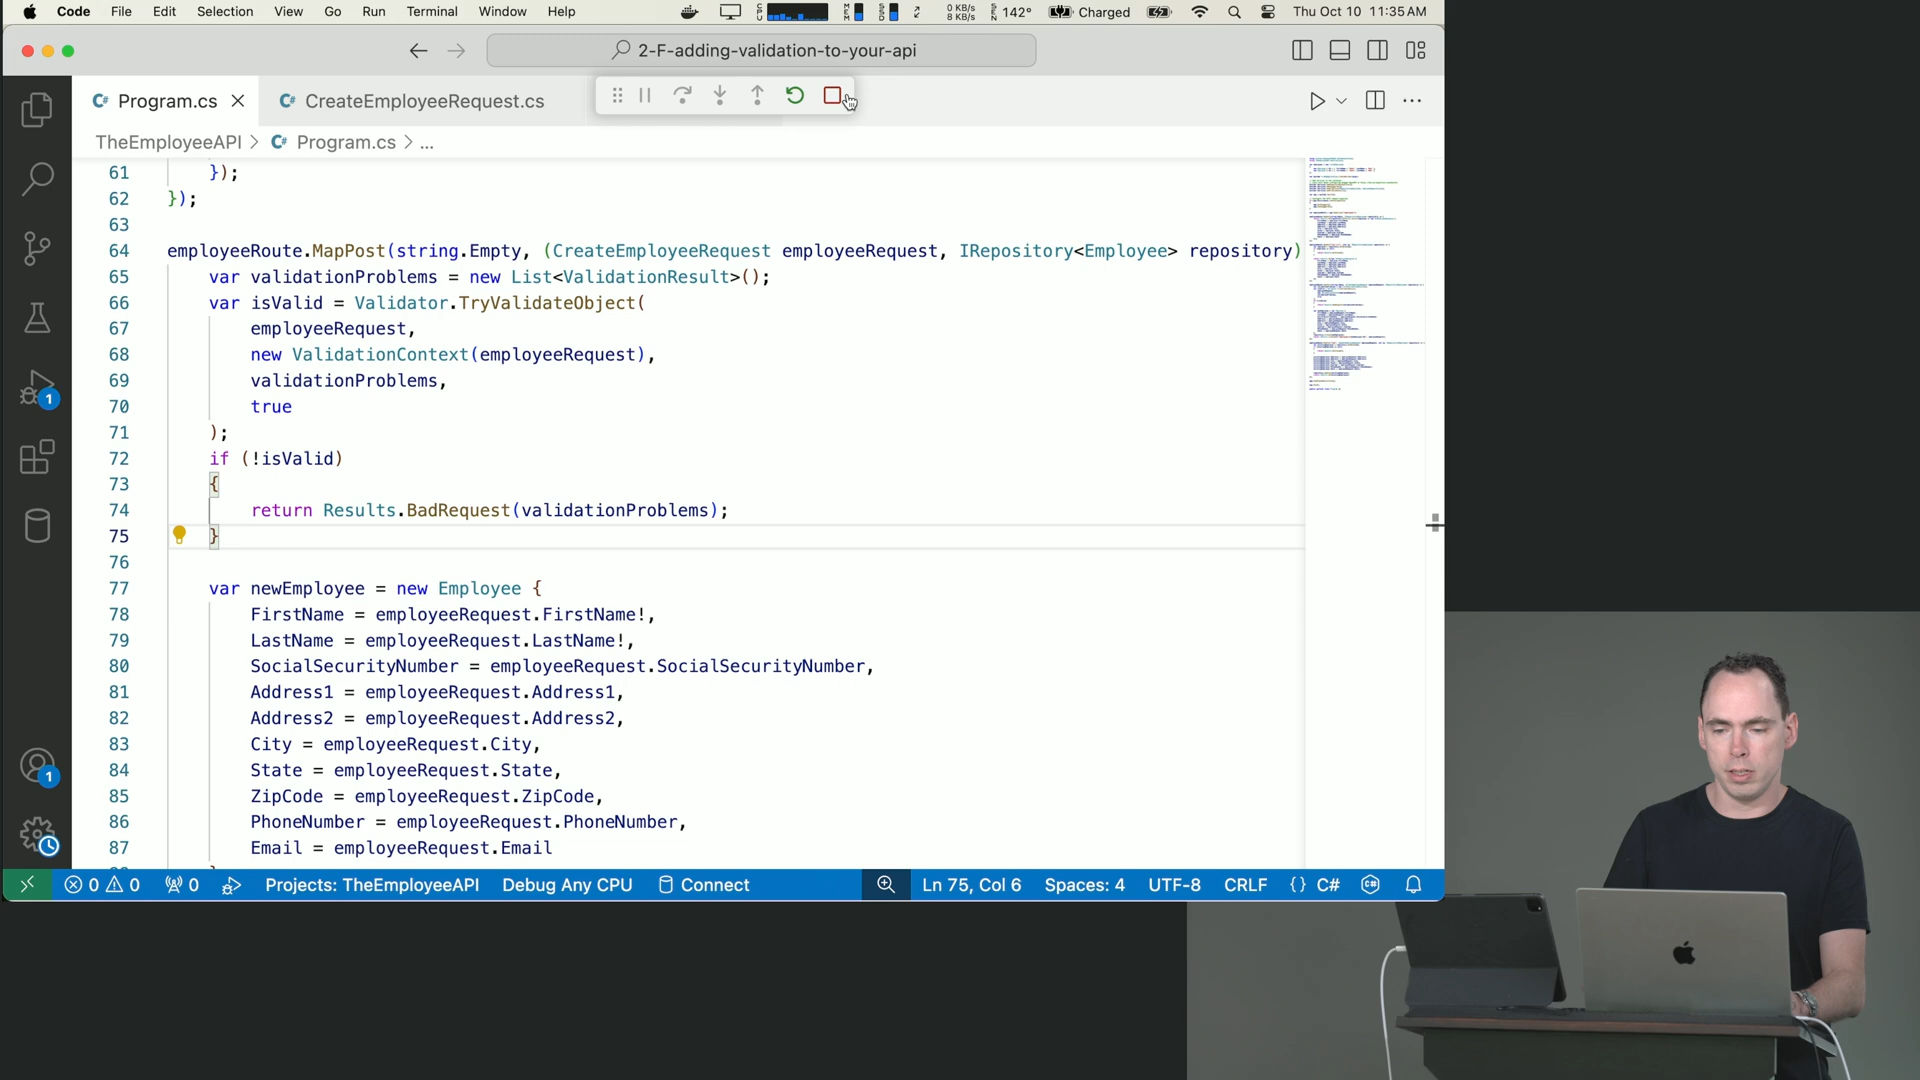 Code File Edit Selection View Go Run Terminal Window Help 0 KB/s 8 KB/s 142° Charged Thu Oct 10 11:35 AM
2-F-adding-validation-to-your-api
Program.cs CreateEmployeeRequest.cs
TheEmployeeAPI > Program.cs > ...
61 });
62 });
63
64 employeeRoute.MapPost(string.Empty, (CreateEmployeeRequest employeeRequest, IRepository<Employee> repository)
65 var validationProblems = new List<ValidationResult>();
66 var isValid = Validator.TryValidateObject(
67 employeeRequest,
68 new ValidationContext(employeeRequest),
69 validationProblems,
70 true
71 );
72 if (!isValid)
73 {
74 return Results.BadRequest(validationProblems);
75 }
76
77 var newEmployee = new Employee {
78 FirstName = employeeRequest.FirstName!,
79 LastName = employeeRequest.LastName!,
80 SocialSecurityNumber = employeeRequest.SocialSecurityNumber,
81 Address1 = employeeRequest.Address1,
82 Address2 = employeeRequest.Address2,
83 City = employeeRequest.City,
84 State = employeeRequest.State,
85 ZipCode = employeeRequest.ZipCode,
86 PhoneNumber = employeeRequest.PhoneNumber,
87 Email = employeeRequest.Email
1
1
0 0 0 Projects: TheEmployeeAPI Debug Any CPU Connect Ln 75, Col 6 Spaces: 4 UTF-8 CRLF {} C#